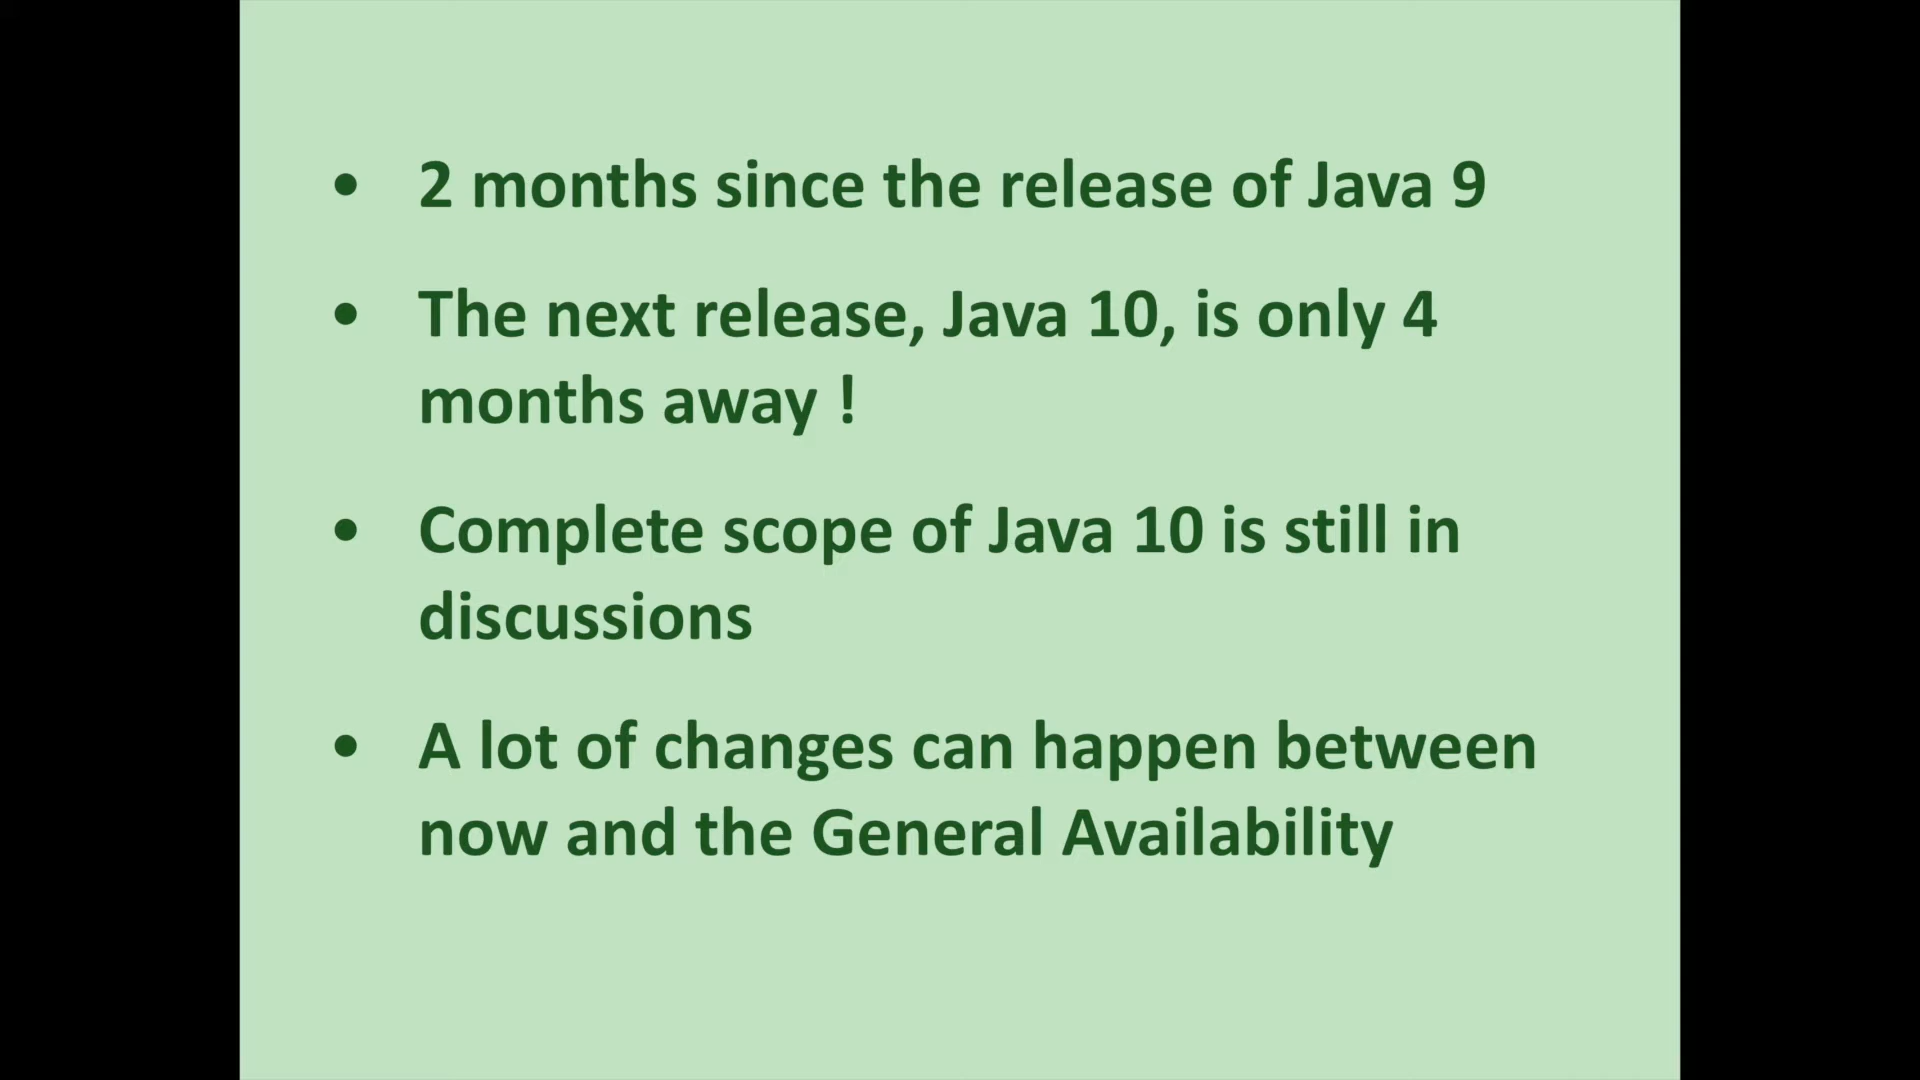 • 2 months since the release of Java 9
• The next release, Java 10, is only 4
months away !
• Complete scope of Java 10 is still in
discussions
• A lot of changes can happen between
now and the General Availability